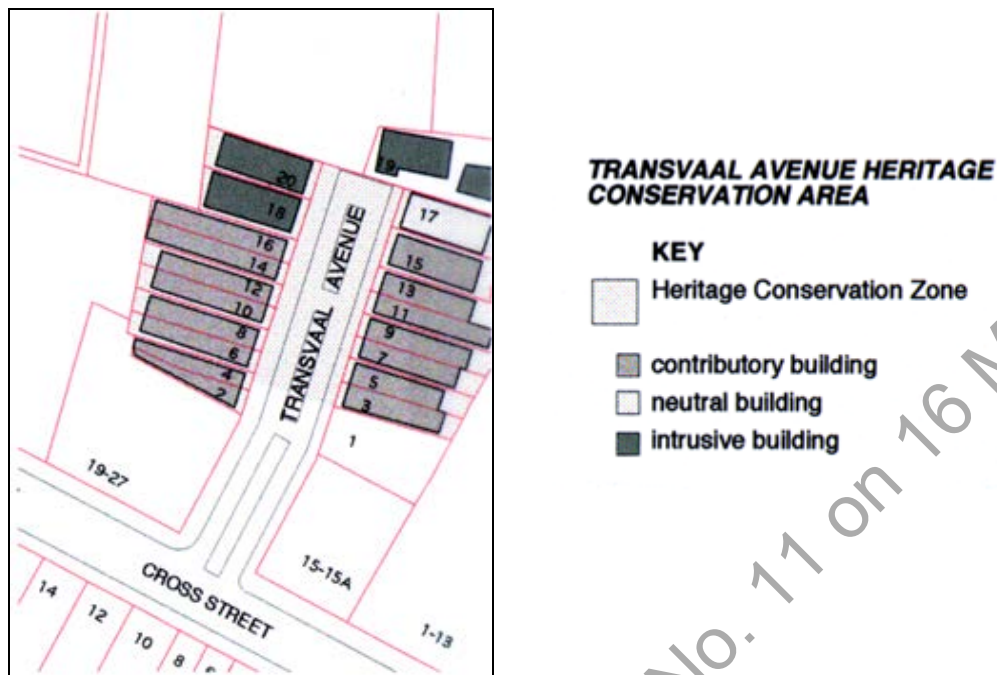 20
18
16
14
12
10
8
6
4
2
19
17
15
13
11
9
7
5
3
1
TRANSVAAL AVENUE
19-27
15-15A
1-13
CROSS STREET
14
12
10
8
TRANSVAAL AVENUE HERITAGE
CONSERVATION AREA
KEY
Heritage Conservation Zone
contributory building
neutral building
intrusive building
No. 11 on 16 M